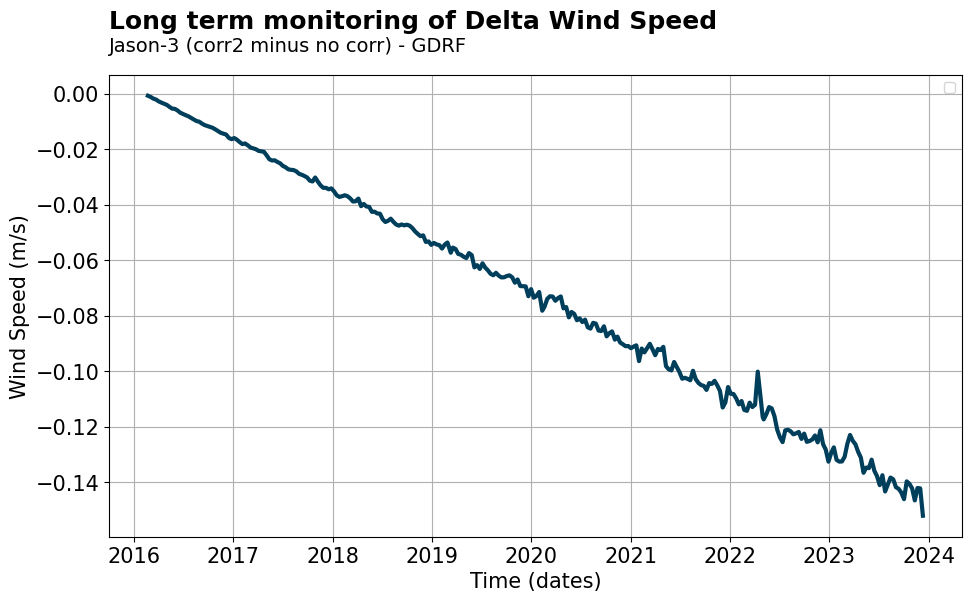 Long term monitoring of Delta Wind Speed
Jason-3 (corr2 minus no corr) - GDRF
0.00
−0.02
−0.04
−0.06
−0.08
−0.10
−0.12
−0.14
Wind Speed (m/s)
2016 2017 2018 2019 2020 2021 2022 2023 2024
Time (dates)